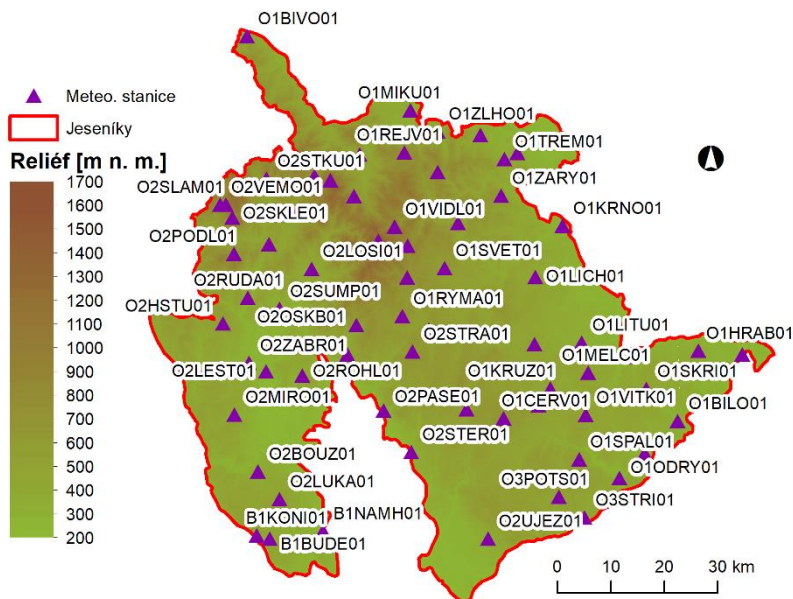 O1BIVO01
Meteo. stanice
Jeseníky
Reliéf [m n. m.]
1700
1600
1500
1400
1300
1200
1100
1000
900
800
700
600
500
400
300
200
O1MIKU01
O1ZLHO01
O1REJV01
O1TREM01
O2STKU01
O2SLAM01
O2VEMO01
O1ZARY01
O2SKLE01
O1VIDL01
O1KRNO01
O2PODL01
O2LOSI01
O1SVET01
O2RUDA01
O2SUMP01
O1LICH01
O2HSTU01
O2OSKB01
O1RYMA01
O2ZABR01
O2STRA01
O1LITU01
O1HRAB01
O1MELC01
O2LEST01
O2ROHL01
O1KRUZ01
O1SKRI01
O2MIRO01
O2PASE01
O1CERV01
O1VITK01
O1BILO01
O2STER01
O1SPAL01
O2BOUZ01
O1ODRY01
O2LUKA01
O3POTS01
O3STRI01
B1KONI01
B1NAMH01
O2UJEZ01
B1BUDE01
0 10 20 30 km